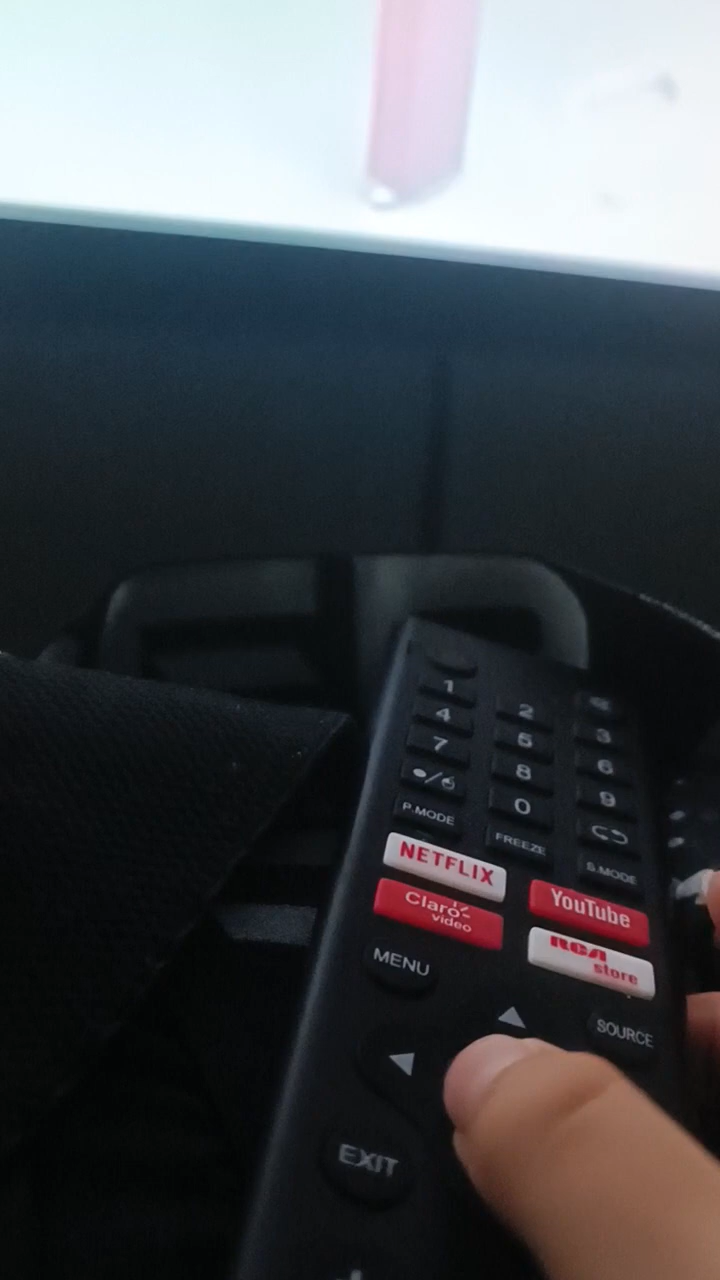 1
2
3
4
5
6
7
8
9
0
P.MODE
FREEZE
S.MODE
NETFLIX
YouTube
Claro
video
RCA
store
MENU
SOURCE
EXIT